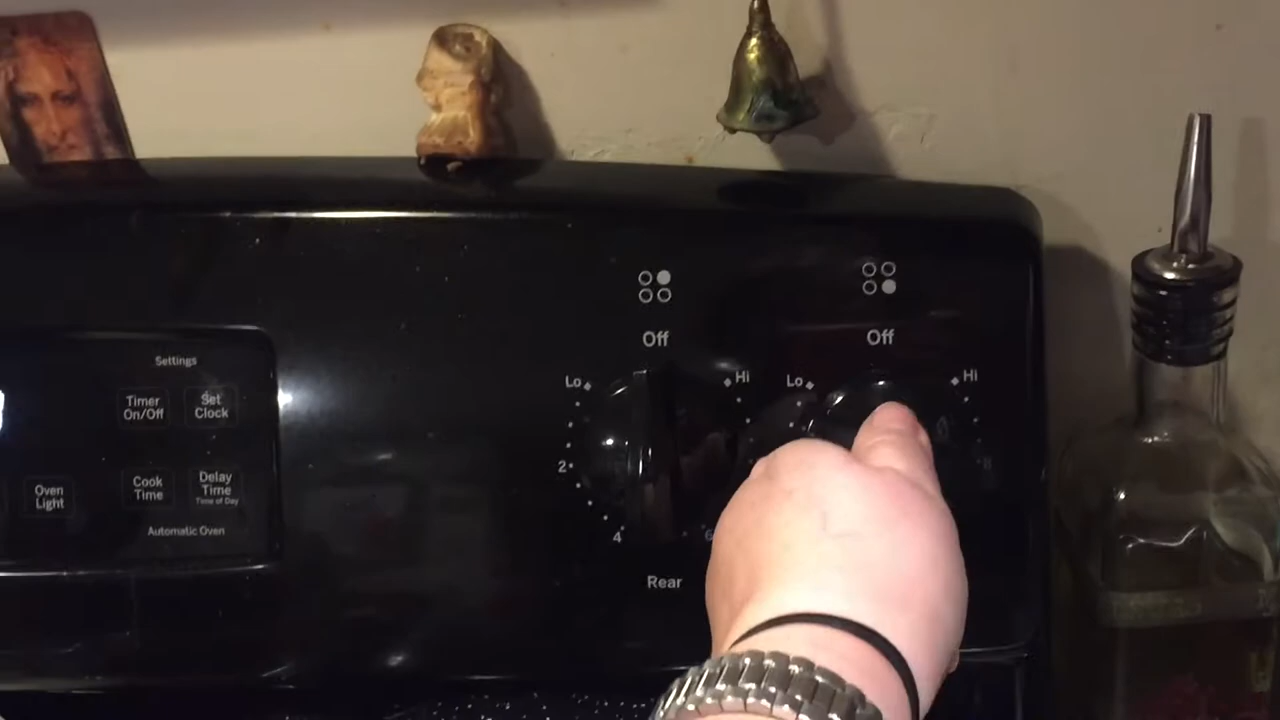 Settings
Timer
On/Off
Set
Clock
Oven
Light
Cook
Time
Delay
Time
Time of Day
Automatic Oven
Off
Lo
Hi
2
4
6
Rear
Off
Lo
Hi
8